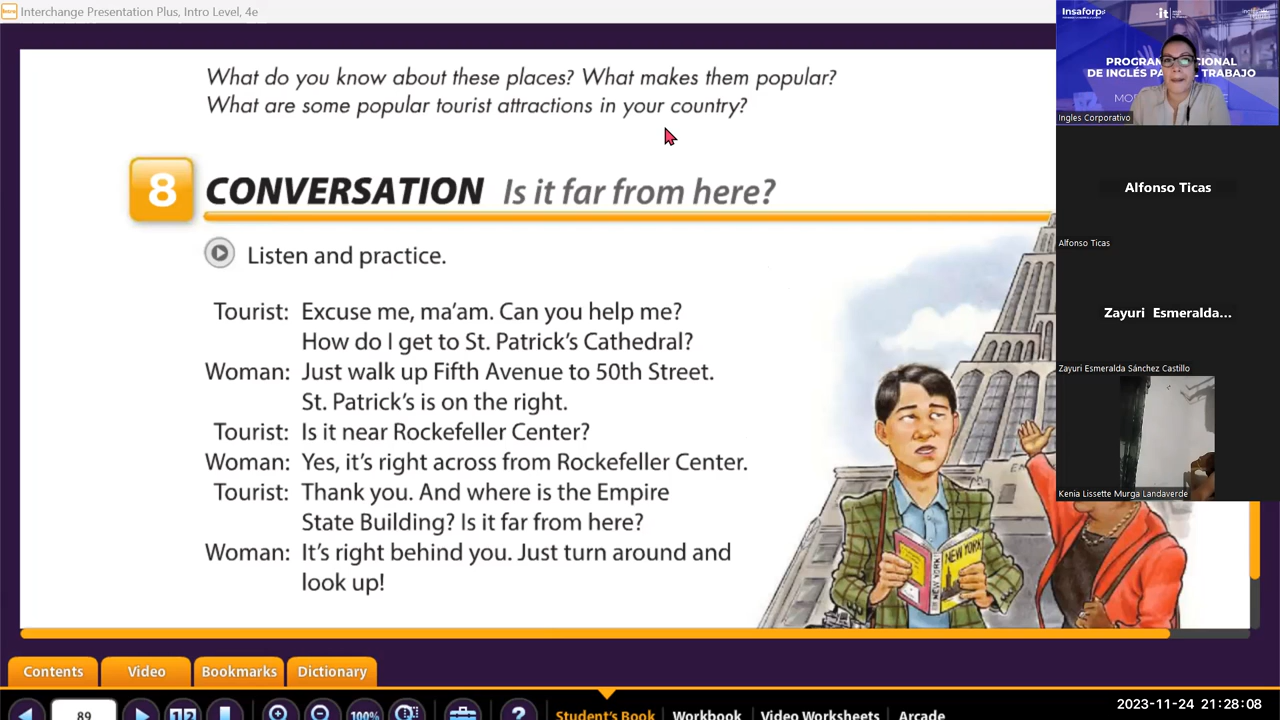 Interchange Presentation Plus, Intro Level, 4e
What do you know about these places? What makes them popular?
What are some popular tourist attractions in your country?
8 CONVERSATION Is it far from here?
Listen and practice.
Tourist: Excuse me, ma'am. Can you help me?
How do I get to St. Patrick's Cathedral?
Woman: Just walk up Fifth Avenue to 50th Street.
St. Patrick's is on the right.
Tourist: Is it near Rockefeller Center?
Woman: Yes, it's right across from Rockefeller Center.
Tourist: Thank you. And where is the Empire
State Building? Is it far from here?
Woman: It's right behind you. Just turn around and
look up!
NEW YORK
NEW YORK
Insaforp
it
Ingles Corporativo
Alfonso Ticas
Alfonso Ticas
Zayuri Esmeralda...
Zayuri Esmeralda Sánchez Castillo
Kenia Lissette Murga Landaverde
Contents
Video
Bookmarks
Dictionary
89
1 2
100%
?
Student's Book
Workbook
Video Worksheets
Arcade
2023-11-24 21:28:08